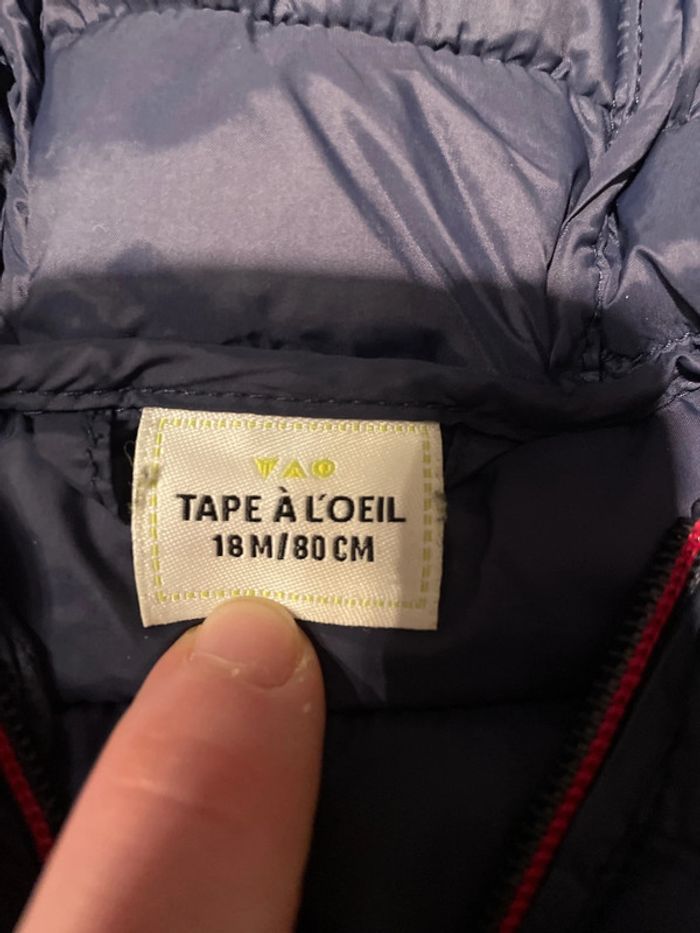 TAO
TAPE À L'OEIL
18 M/80 CM